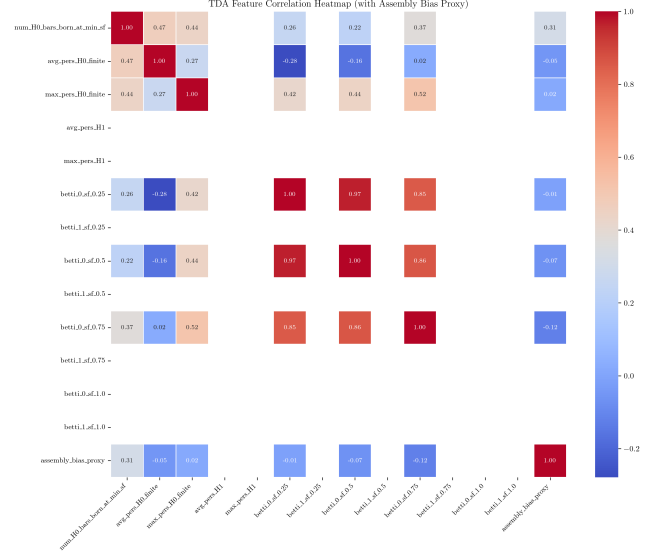 TDA Feature Correlation Heatmap (with Assembly Bias Proxy)
num_H0_bars_born_at_min_sf 1.00 0.47 0.44 0.26 0.22 0.37 0.31
avg_pers_H0_finite 0.47 1.00 0.27 -0.28 -0.16 0.02 -0.05
max_pers_H0_finite 0.44 0.27 1.00 0.42 0.44 0.52 0.02
avg_pers_H1
max_pers_H1
betti_0_sf_0.25 0.26 -0.28 0.42 1.00 0.97 0.85 -0.01
betti_1_sf_0.25
betti_0_sf_0.5 0.22 -0.16 0.44 0.97 1.00 0.86 -0.07
betti_1_sf_0.5
betti_0_sf_0.75 0.37 0.02 0.52 0.85 0.86 1.00 -0.12
betti_1_sf_0.75
betti_0_sf_1.0
betti_1_sf_1.0
assembly_bias_proxy 0.31 -0.05 0.02 -0.01 -0.07 -0.12 1.00
num_H0_bars_born_at_min_sf
avg_pers_H0_finite
max_pers_H0_finite
avg_pers_H1
max_pers_H1
betti_0_sf_0.25
betti_1_sf_0.25
betti_0_sf_0.5
betti_1_sf_0.5
betti_0_sf_0.75
betti_1_sf_0.75
betti_0_sf_1.0
betti_1_sf_1.0
assembly_bias_proxy
1.0
0.8
0.6
0.4
0.2
0.0
−0.2